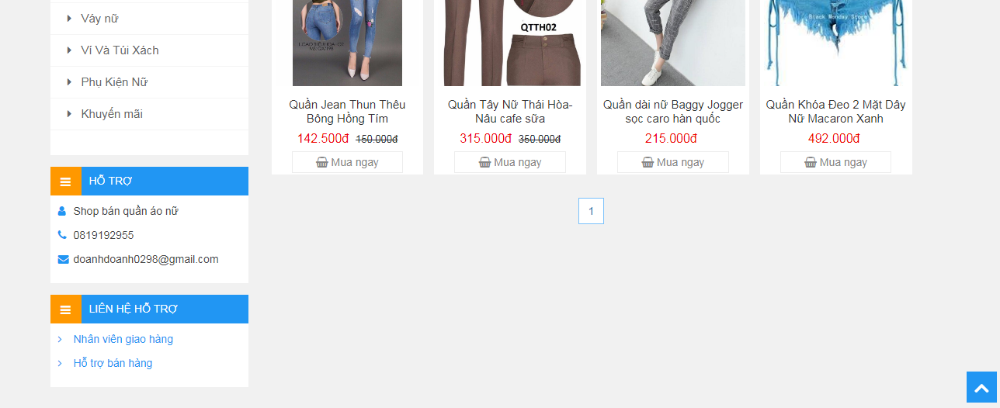 Váy nữ
Ví Và Túi Xách
Phụ Kiện Nữ
Khuyến mãi
QTTH02
Black Monday Store
Quần Jean Thun Thêu
Bông Hồng Tím
142.500đ 150.000đ
Mua ngay
Quần Tây Nữ Thái Hòa-
Nâu cafe sữa
315.000đ 350.000đ
Mua ngay
Quần dài nữ Baggy Jogger
sọc caro hàn quốc
215.000đ
Mua ngay
Quần Khóa Đeo 2 Mặt Dây
Nữ Macaron Xanh
492.000đ
Mua ngay
1
HỖ TRỢ
Shop bán quần áo nữ
0819192955
doanhdoanh0298@gmail.com
LIÊN HỆ HỖ TRỢ
Nhân viên giao hàng
Hỗ trợ bán hàng